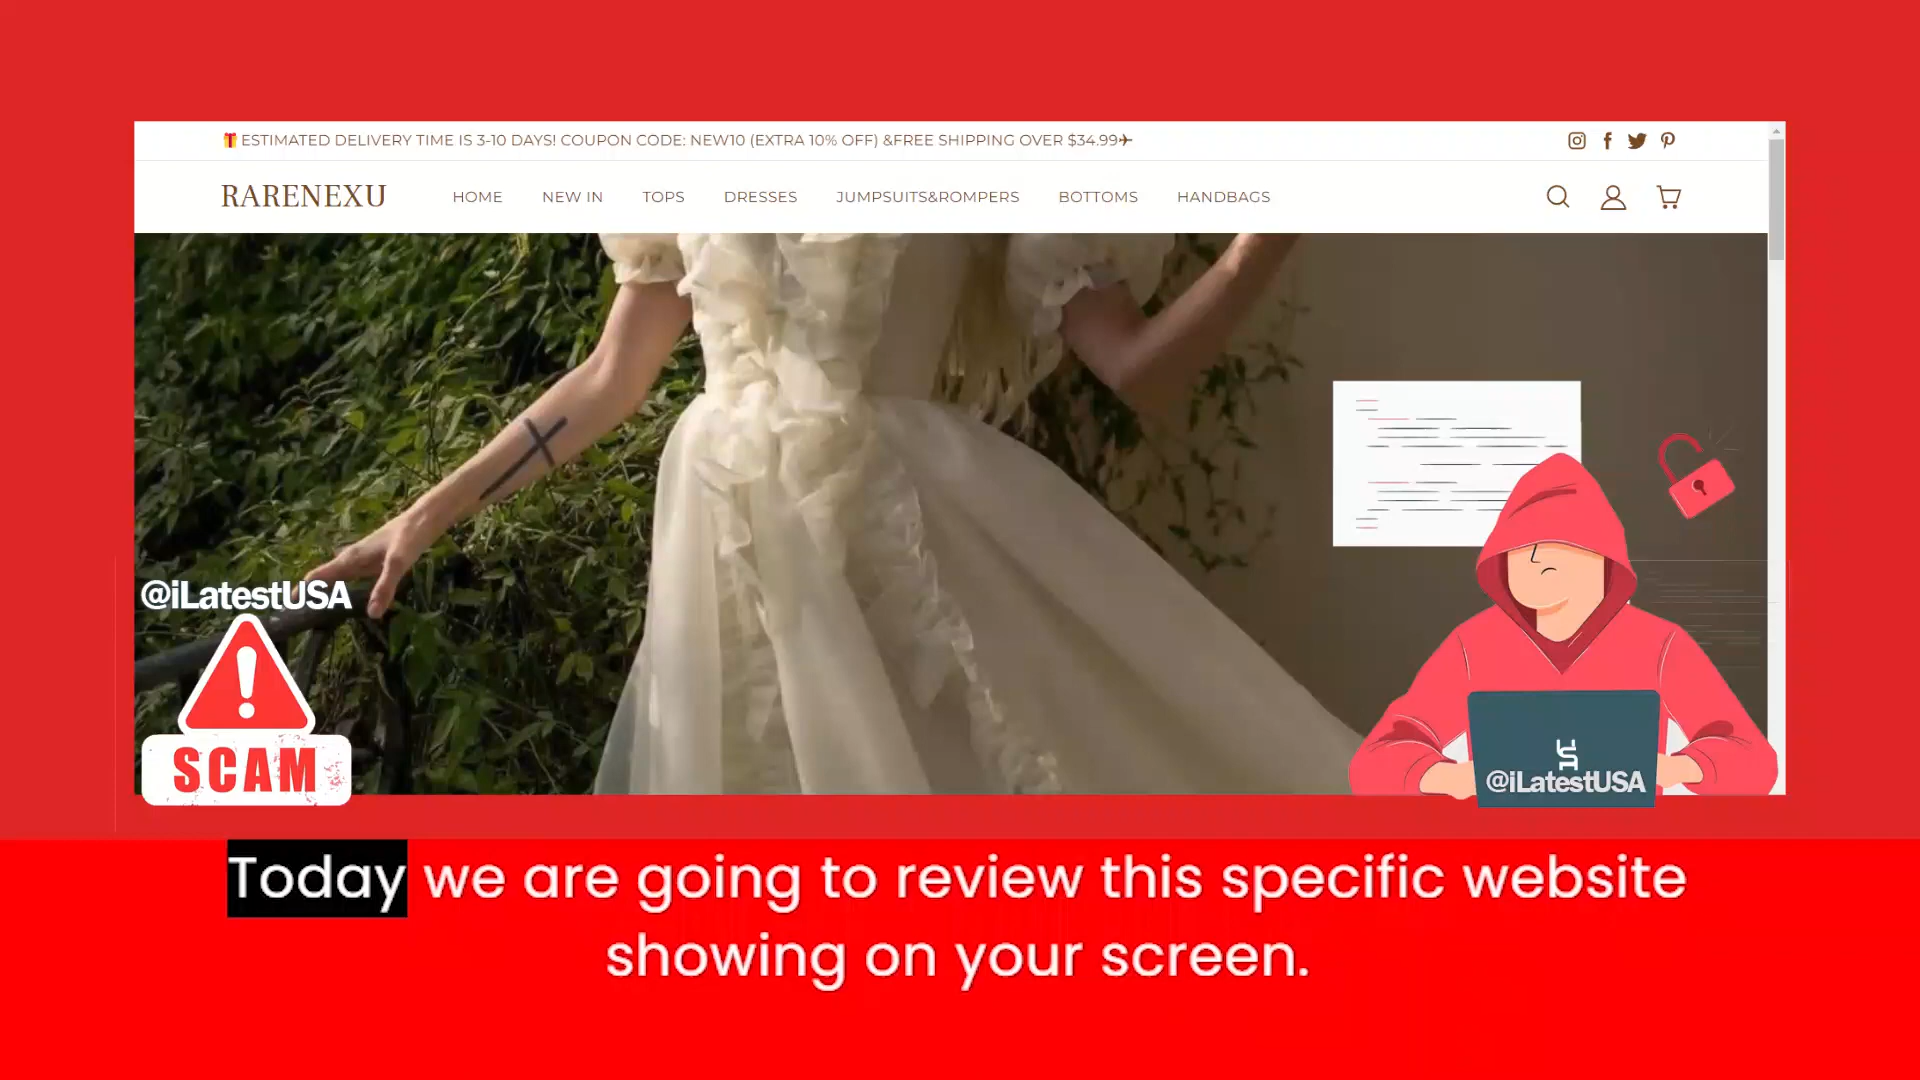 🎁ESTIMATED DELIVERY TIME IS 3-10 DAYS! COUPON CODE: NEW10 (EXTRA 10% OFF) &FREE SHIPPING OVER $34.99✈
RARENEXU
HOME NEW IN TOPS DRESSES JUMPSUITS&ROMPERS BOTTOMS HANDBAGS
@iLatestUSA
SCAM
@iLatestUSA
Today we are going to review this specific website
showing on your screen.